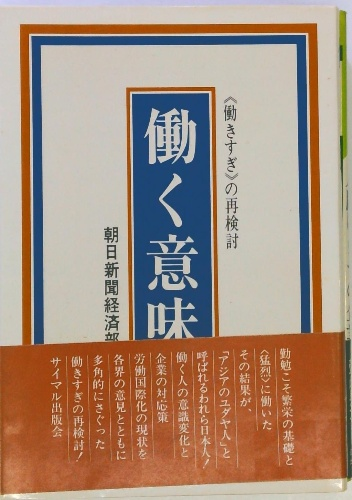 《働きすぎ》の再検討
働く意味
朝日新聞経済部
勤勉こそ繁栄の基礎と
〈猛烈〉に働いた
その結果が、
「アジアのユダヤ人」と
呼ばれるわれら日本人!
働く人の意識変化と
企業の対応策
労働国際化の現状を
各界の意見とともに
多角的にさぐった
働きすぎの再検討!
サイマル出版会